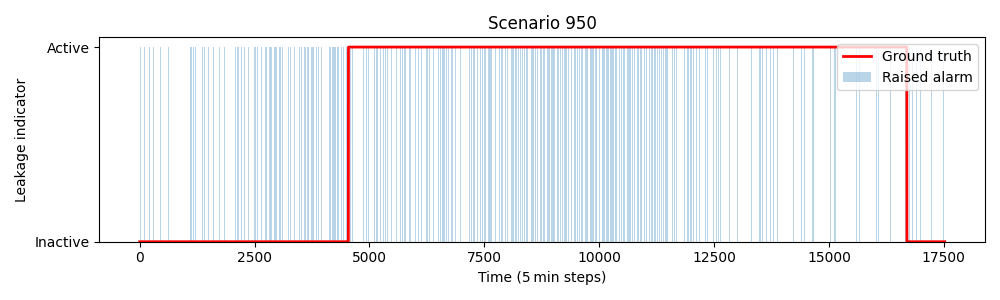 Scenario 950
Active
Inactive
Leakage indicator
Ground truth
Raised alarm
0 2500 5000 7500 10000 12500 15000 17500
Time (5 min steps)